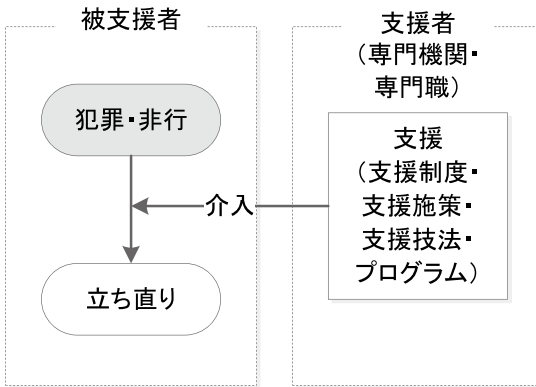 被支援者
犯罪・非行
介入
立ち直り
支援者
（専門機関・
専門職）
支援
（支援制度・
支援施策・
支援技法・
プログラム）